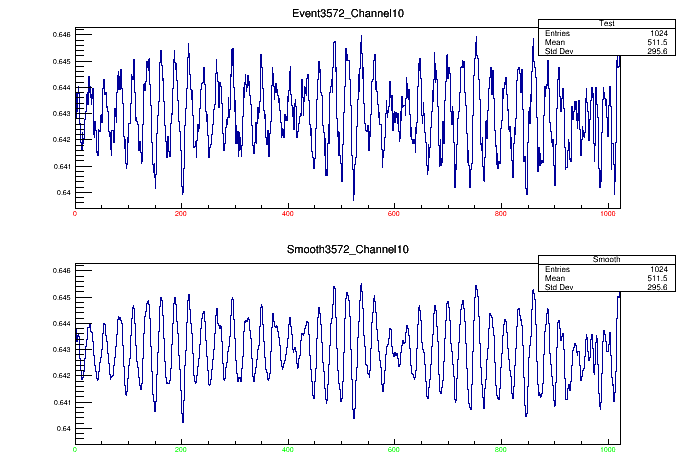 Event3572_Channel10
Test
Entries 1024
Mean 511.5
Std Dev 295.6
0.646
0.645
0.644
0.643
0.642
0.641
0.64
0 200 400 600 800 1000
Smooth3572_Channel10
Smooth
Entries 1024
Mean 511.5
Std Dev 295.6
0.646
0.645
0.644
0.643
0.642
0.641
0.64
0 200 400 600 800 1000